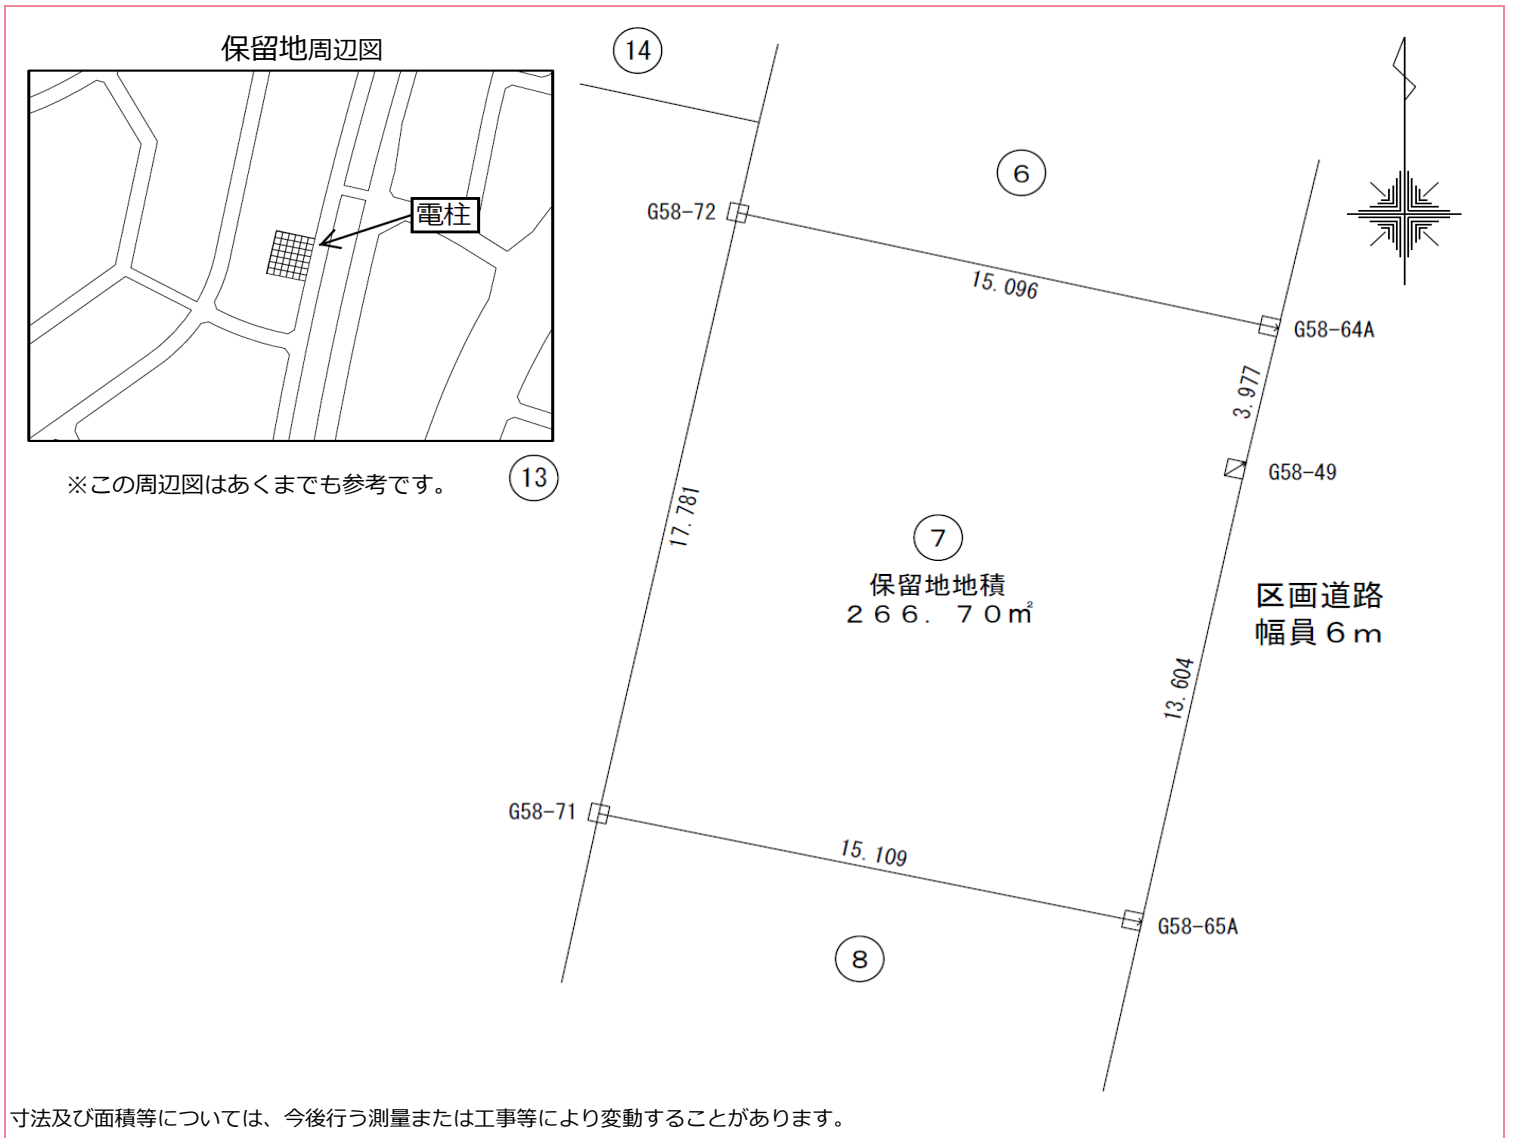 保留地周辺図
電柱
※この周辺図はあくまでも参考です。
14
6
G58-72
15.096
G58-64A
3.977
G58-49
13
17.781
7
保留地地積
266.70㎡
区画道路
幅員6m
13.604
G58-71
15.109
G58-65A
8
寸法及び面積等については、今後行う測量または工事等により変動することがあります。